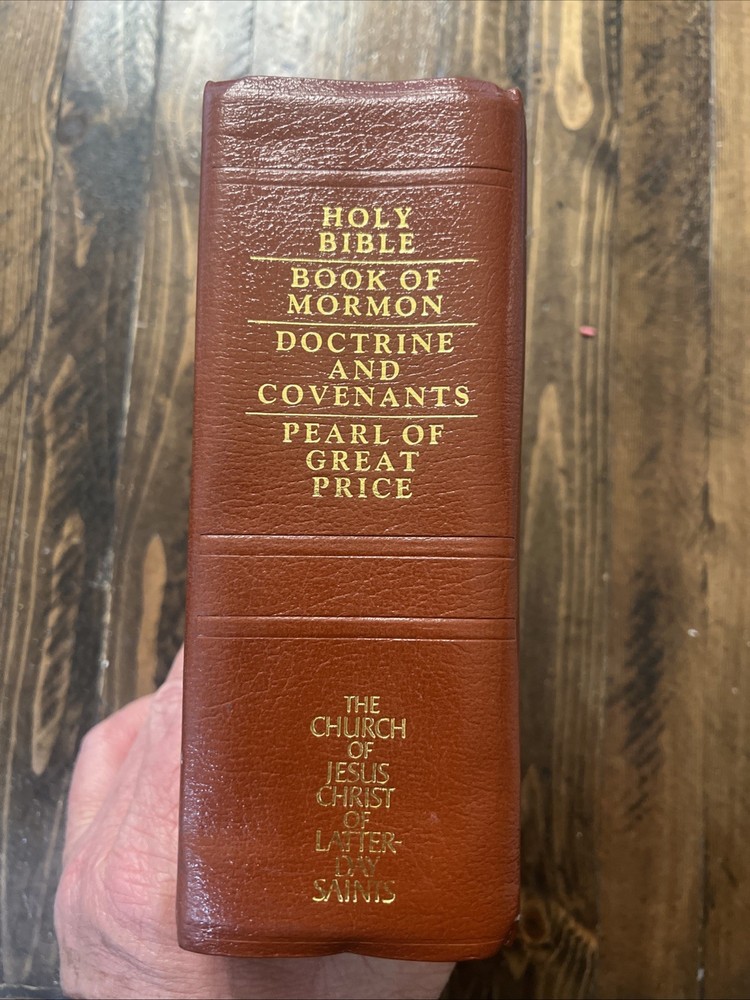 HOLY
BIBLE
BOOK OF
MORMON
DOCTRINE
AND
COVENANTS
PEARL OF
GREAT
PRICE
THE
CHURCH
OF
JESUS
CHRIST
OF
LATTER-
DAY
SAINTS